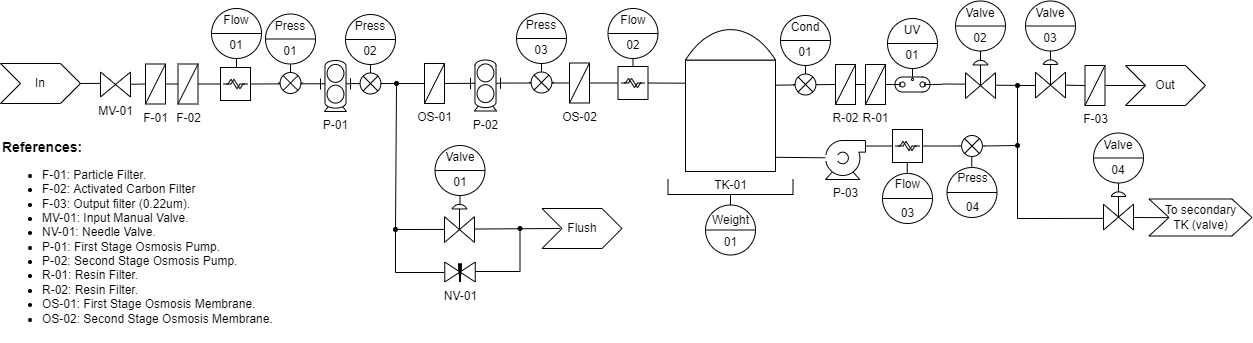 Flow
01
Press
01
Press
02
Press
03
Flow
02
Cond
01
UV
01
Valve
02
Valve
03
In
Out
MV-01
F-01
F-02
P-01
OS-01
P-02
OS-02
R-02
R-01
F-03
References:
F-01: Particle Filter.
F-02: Activated Carbon Filter
F-03: Output filter (0.22um).
MV-01: Input Manual Valve.
NV-01: Needle Valve.
P-01: First Stage Osmosis Pump.
P-02: Second Stage Osmosis Pump.
R-01: Resin Filter.
R-02: Resin Filter.
OS-01: First Stage Osmosis Membrane.
OS-02: Second Stage Osmosis Membrane.
Valve
01
Flush
NV-01
TK-01
Weight
01
P-03
Flow
03
Press
04
Valve
04
To secondary
TK (valve)